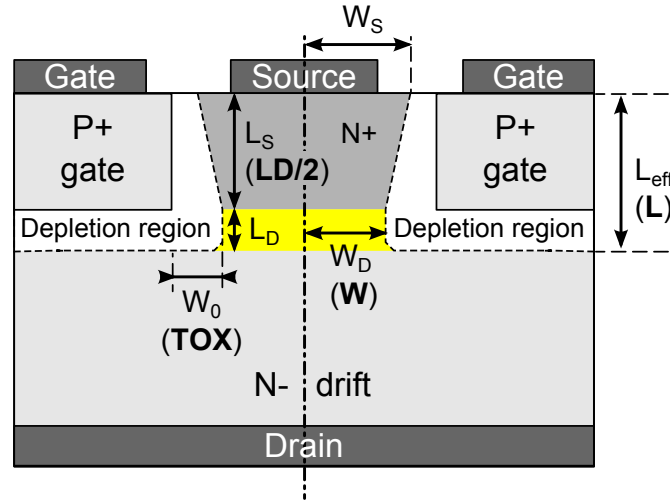 W_S
Gate
Source
Gate
P+
gate
L_S
(LD/2)
N+
P+
gate
L_eff
(L)
Depletion region
L_D
Depletion region
W_0
(TOX)
W_D
(W)
N- drift
Drain